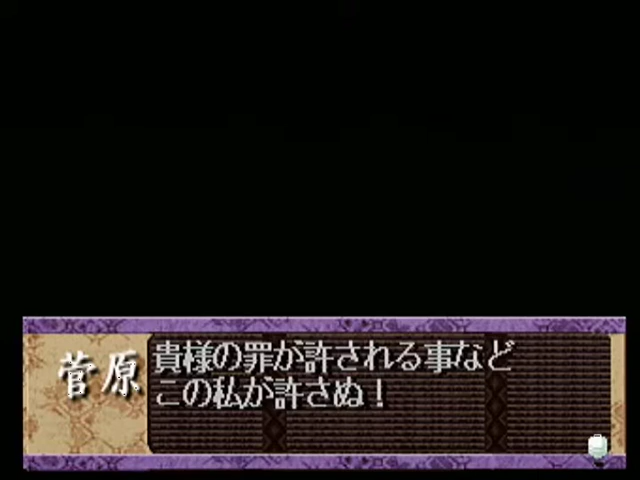 菅原
貴様の罪が許される事など
この私が許さぬ！